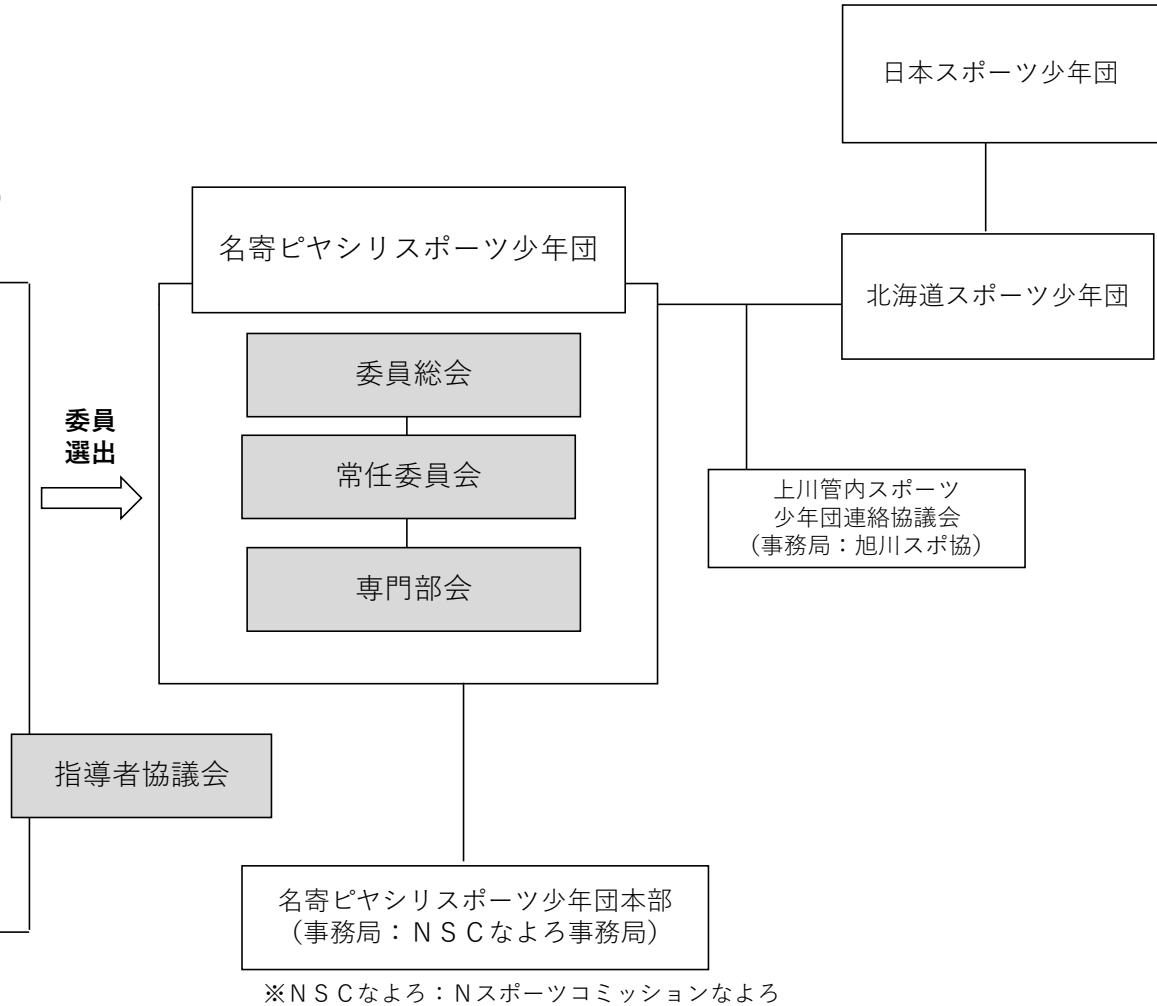 日本スポーツ少年団
名寄ピヤシリスポーツ少年団
北海道スポーツ少年団
委員総会
委員
選出
常任委員会
上川管内スポーツ
少年団連絡協議会
（事務局：旭川スポ協）
専門部会
指導者協議会
名寄ピヤシリスポーツ少年団本部
（事務局：ＮＳＣなよろ事務局）
※ＮＳＣなよろ：Ｎスポーツコミッションなよろ